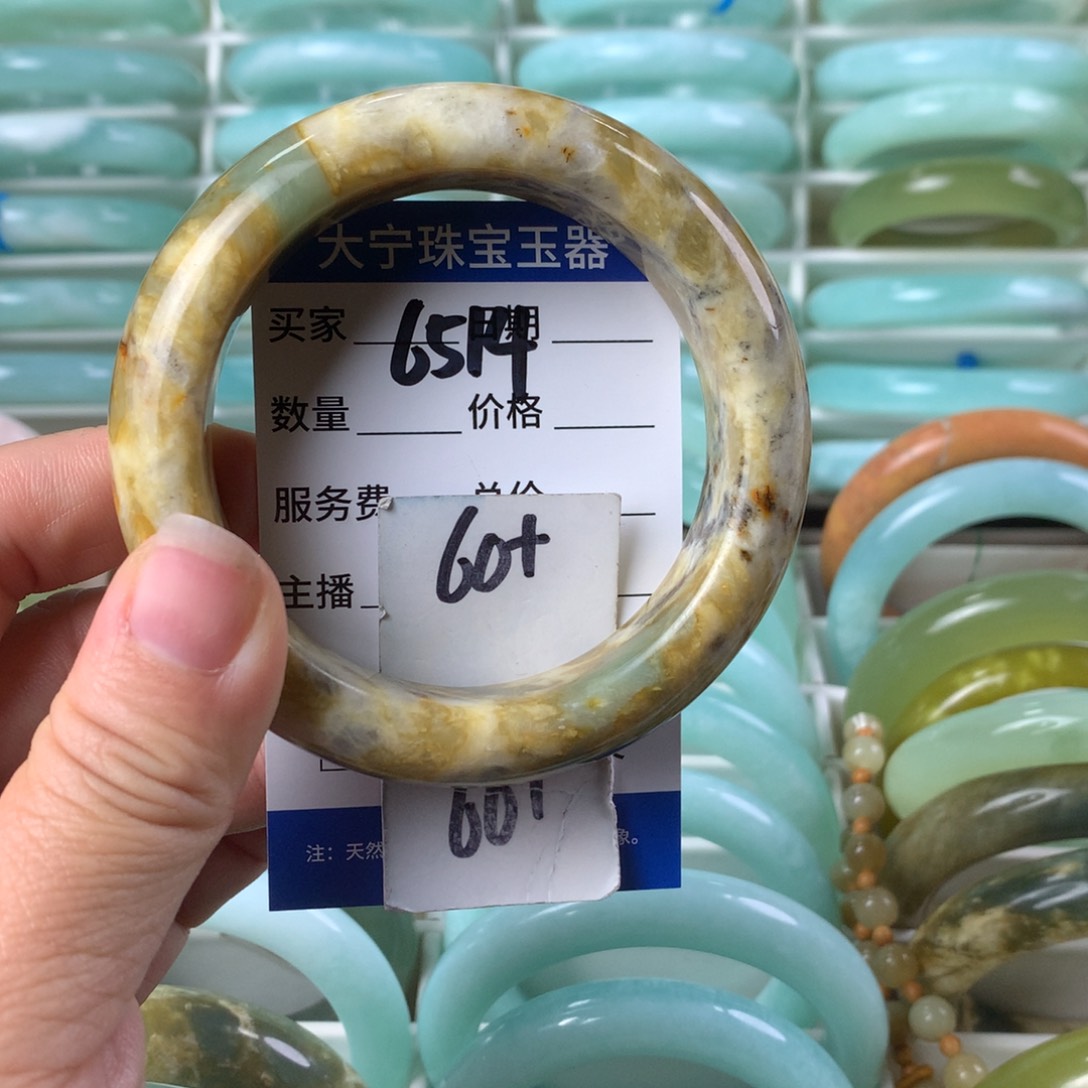 大宁珠宝玉器
买家 日期
数量 价格
服务费 总价
60+
主播
60+
注：天然 象。